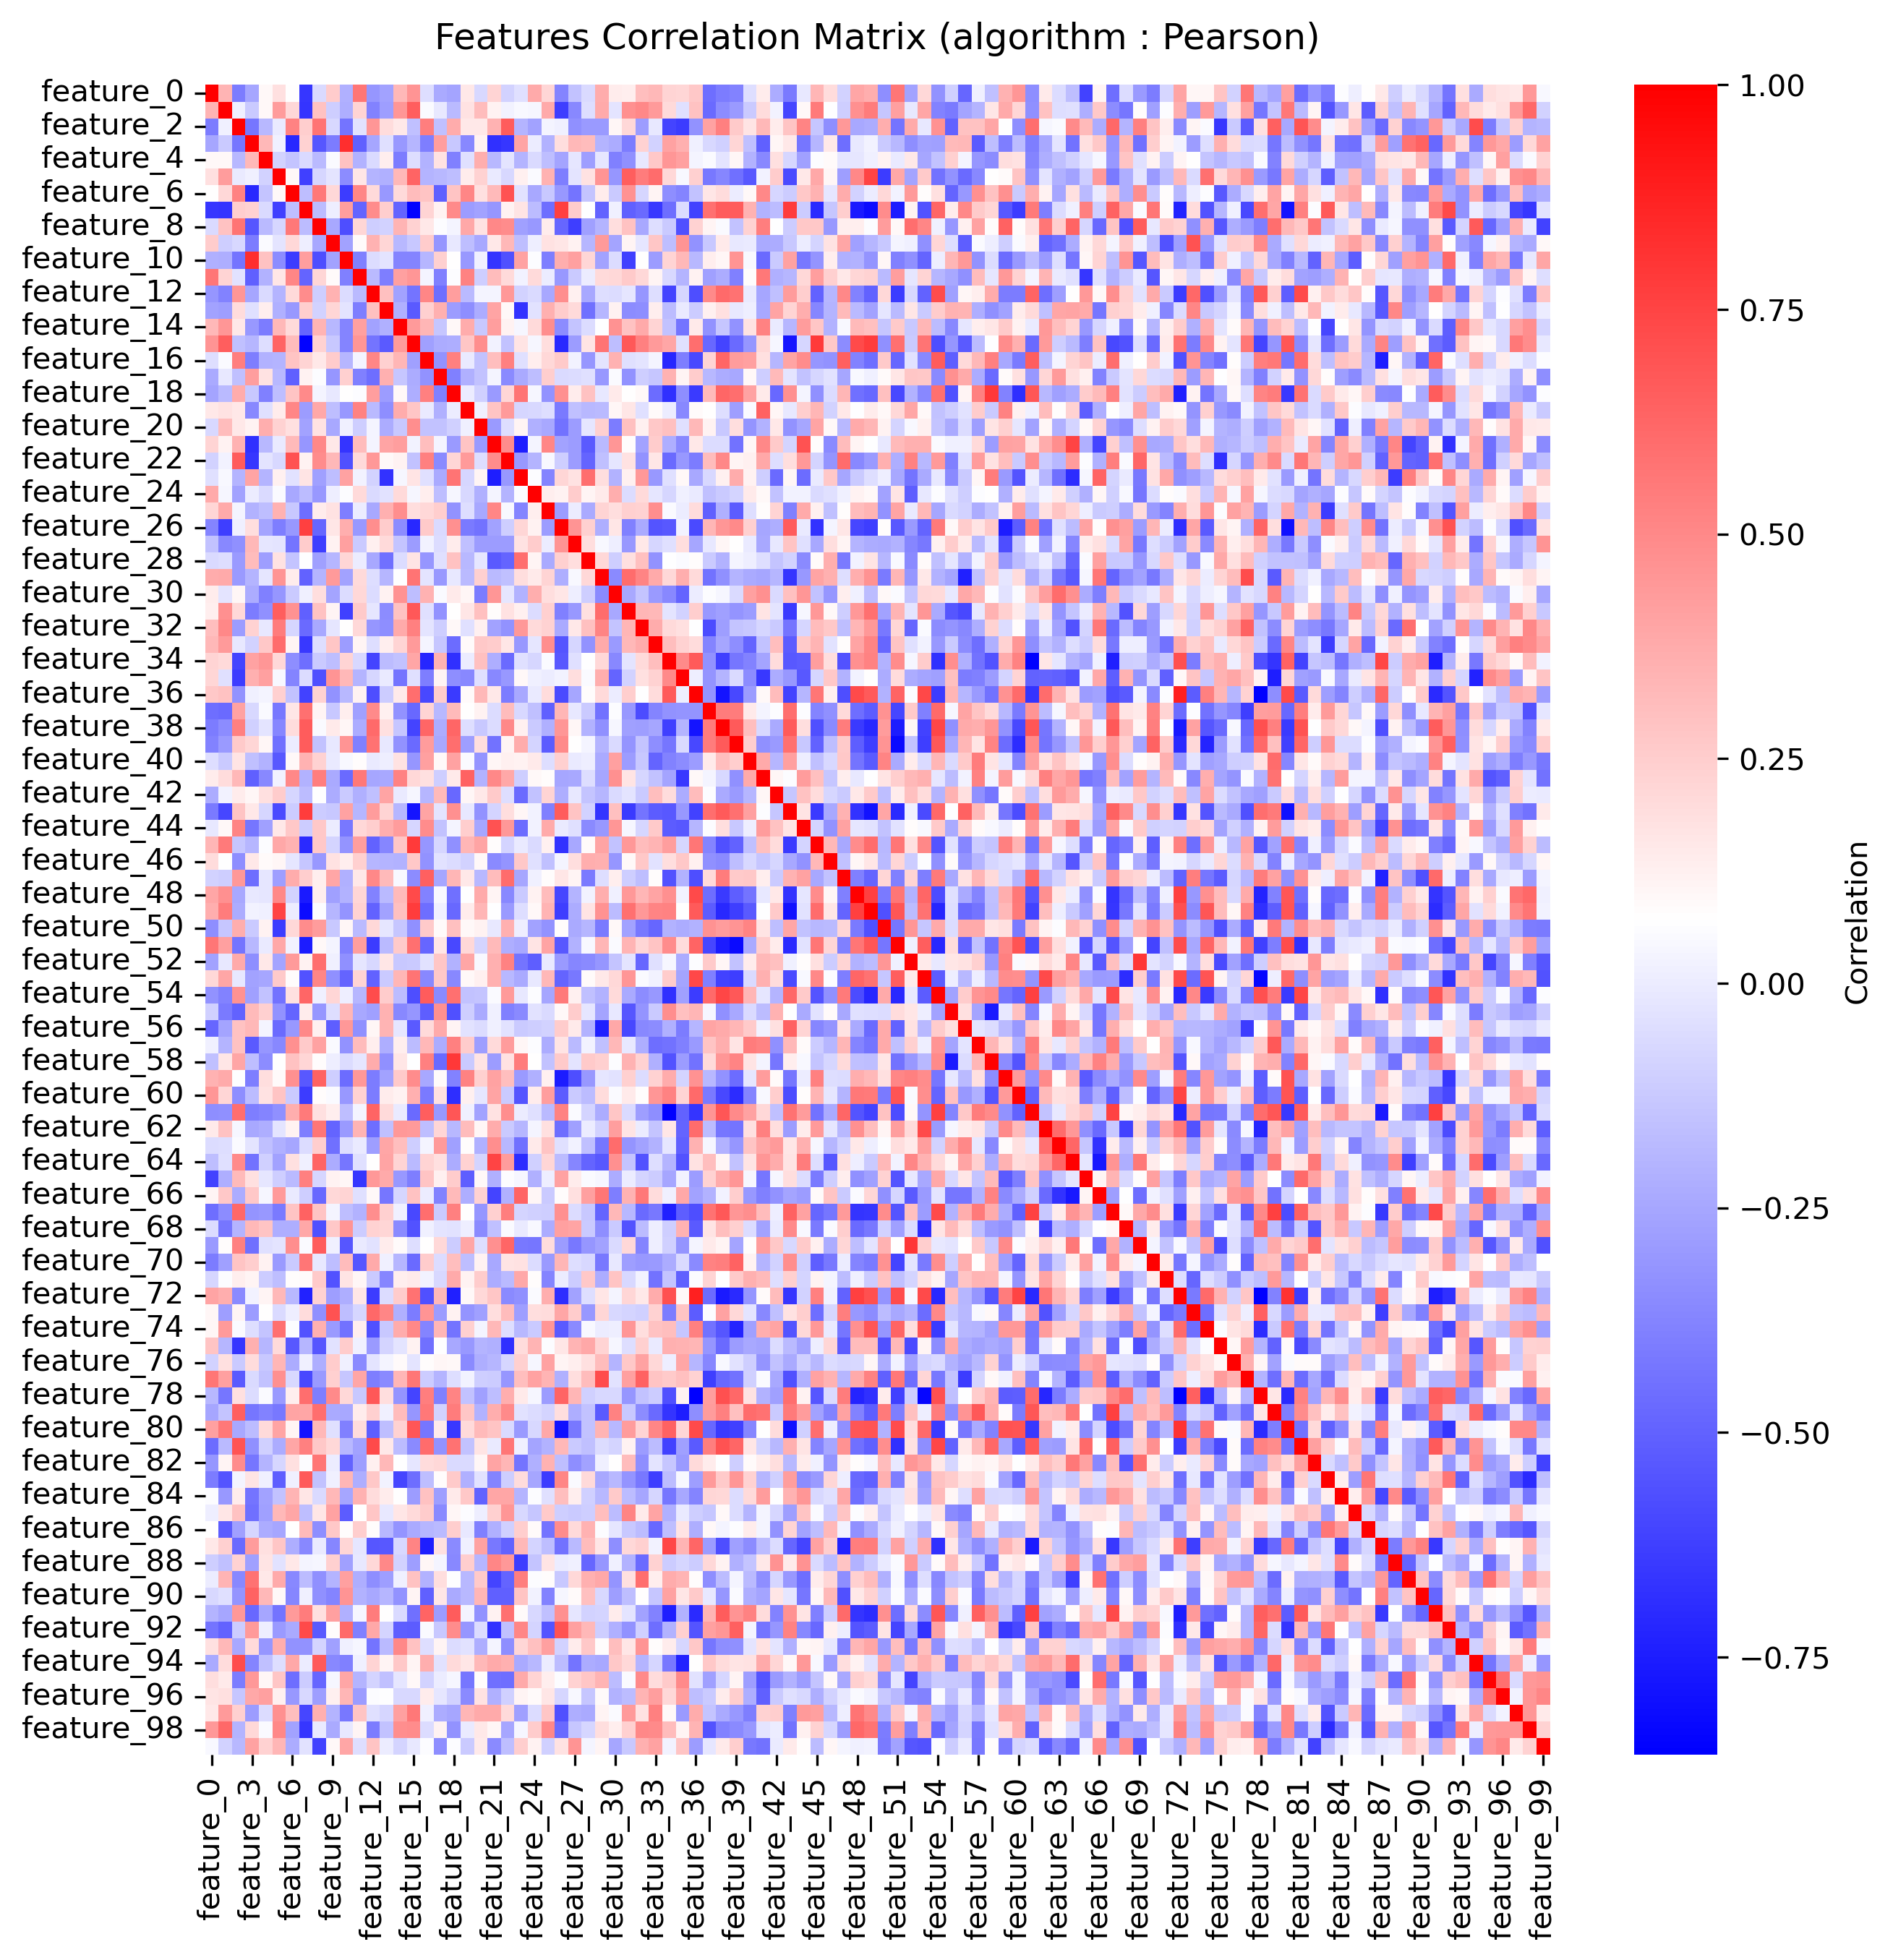 Features Correlation Matrix (algorithm : Pearson)
feature_0
feature_2
feature_4
feature_6
feature_8
feature_10
feature_12
feature_14
feature_16
feature_18
feature_20
feature_22
feature_24
feature_26
feature_28
feature_30
feature_32
feature_34
feature_36
feature_38
feature_40
feature_42
feature_44
feature_46
feature_48
feature_50
feature_52
feature_54
feature_56
feature_58
feature_60
feature_62
feature_64
feature_66
feature_68
feature_70
feature_72
feature_74
feature_76
feature_78
feature_80
feature_82
feature_84
feature_86
feature_88
feature_90
feature_92
feature_94
feature_96
feature_98
feature_0
feature_3
feature_6
feature_9
feature_12
feature_15
feature_18
feature_21
feature_24
feature_27
feature_30
feature_33
feature_36
feature_39
feature_42
feature_45
feature_48
feature_51
feature_54
feature_57
feature_60
feature_63
feature_66
feature_69
feature_72
feature_75
feature_78
feature_81
feature_84
feature_87
feature_90
feature_93
feature_96
feature_99
1.00
0.75
0.50
0.25
0.00
−0.25
−0.50
−0.75
Correlation